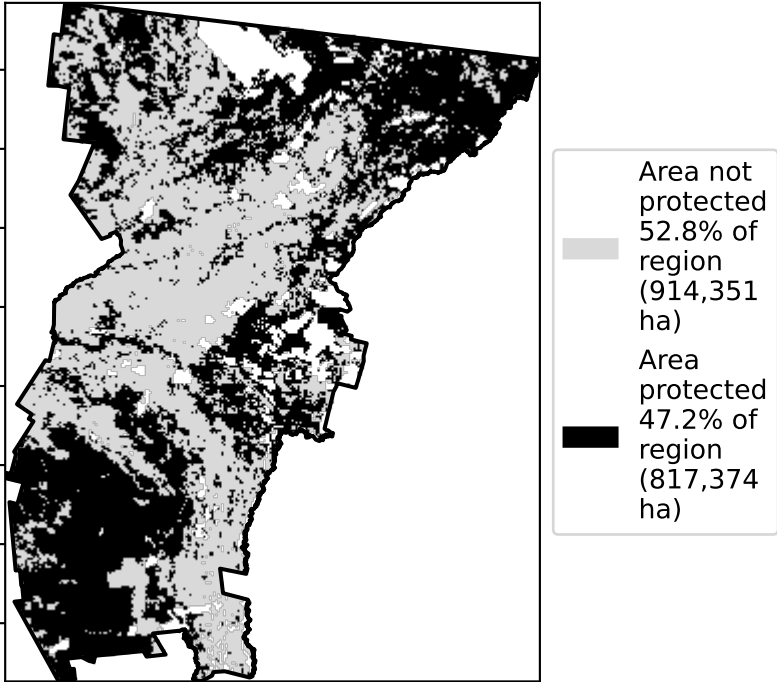 Area not
protected
52.8% of
region
(914,351
ha)
Area
protected
47.2% of
region
(817,374
ha)